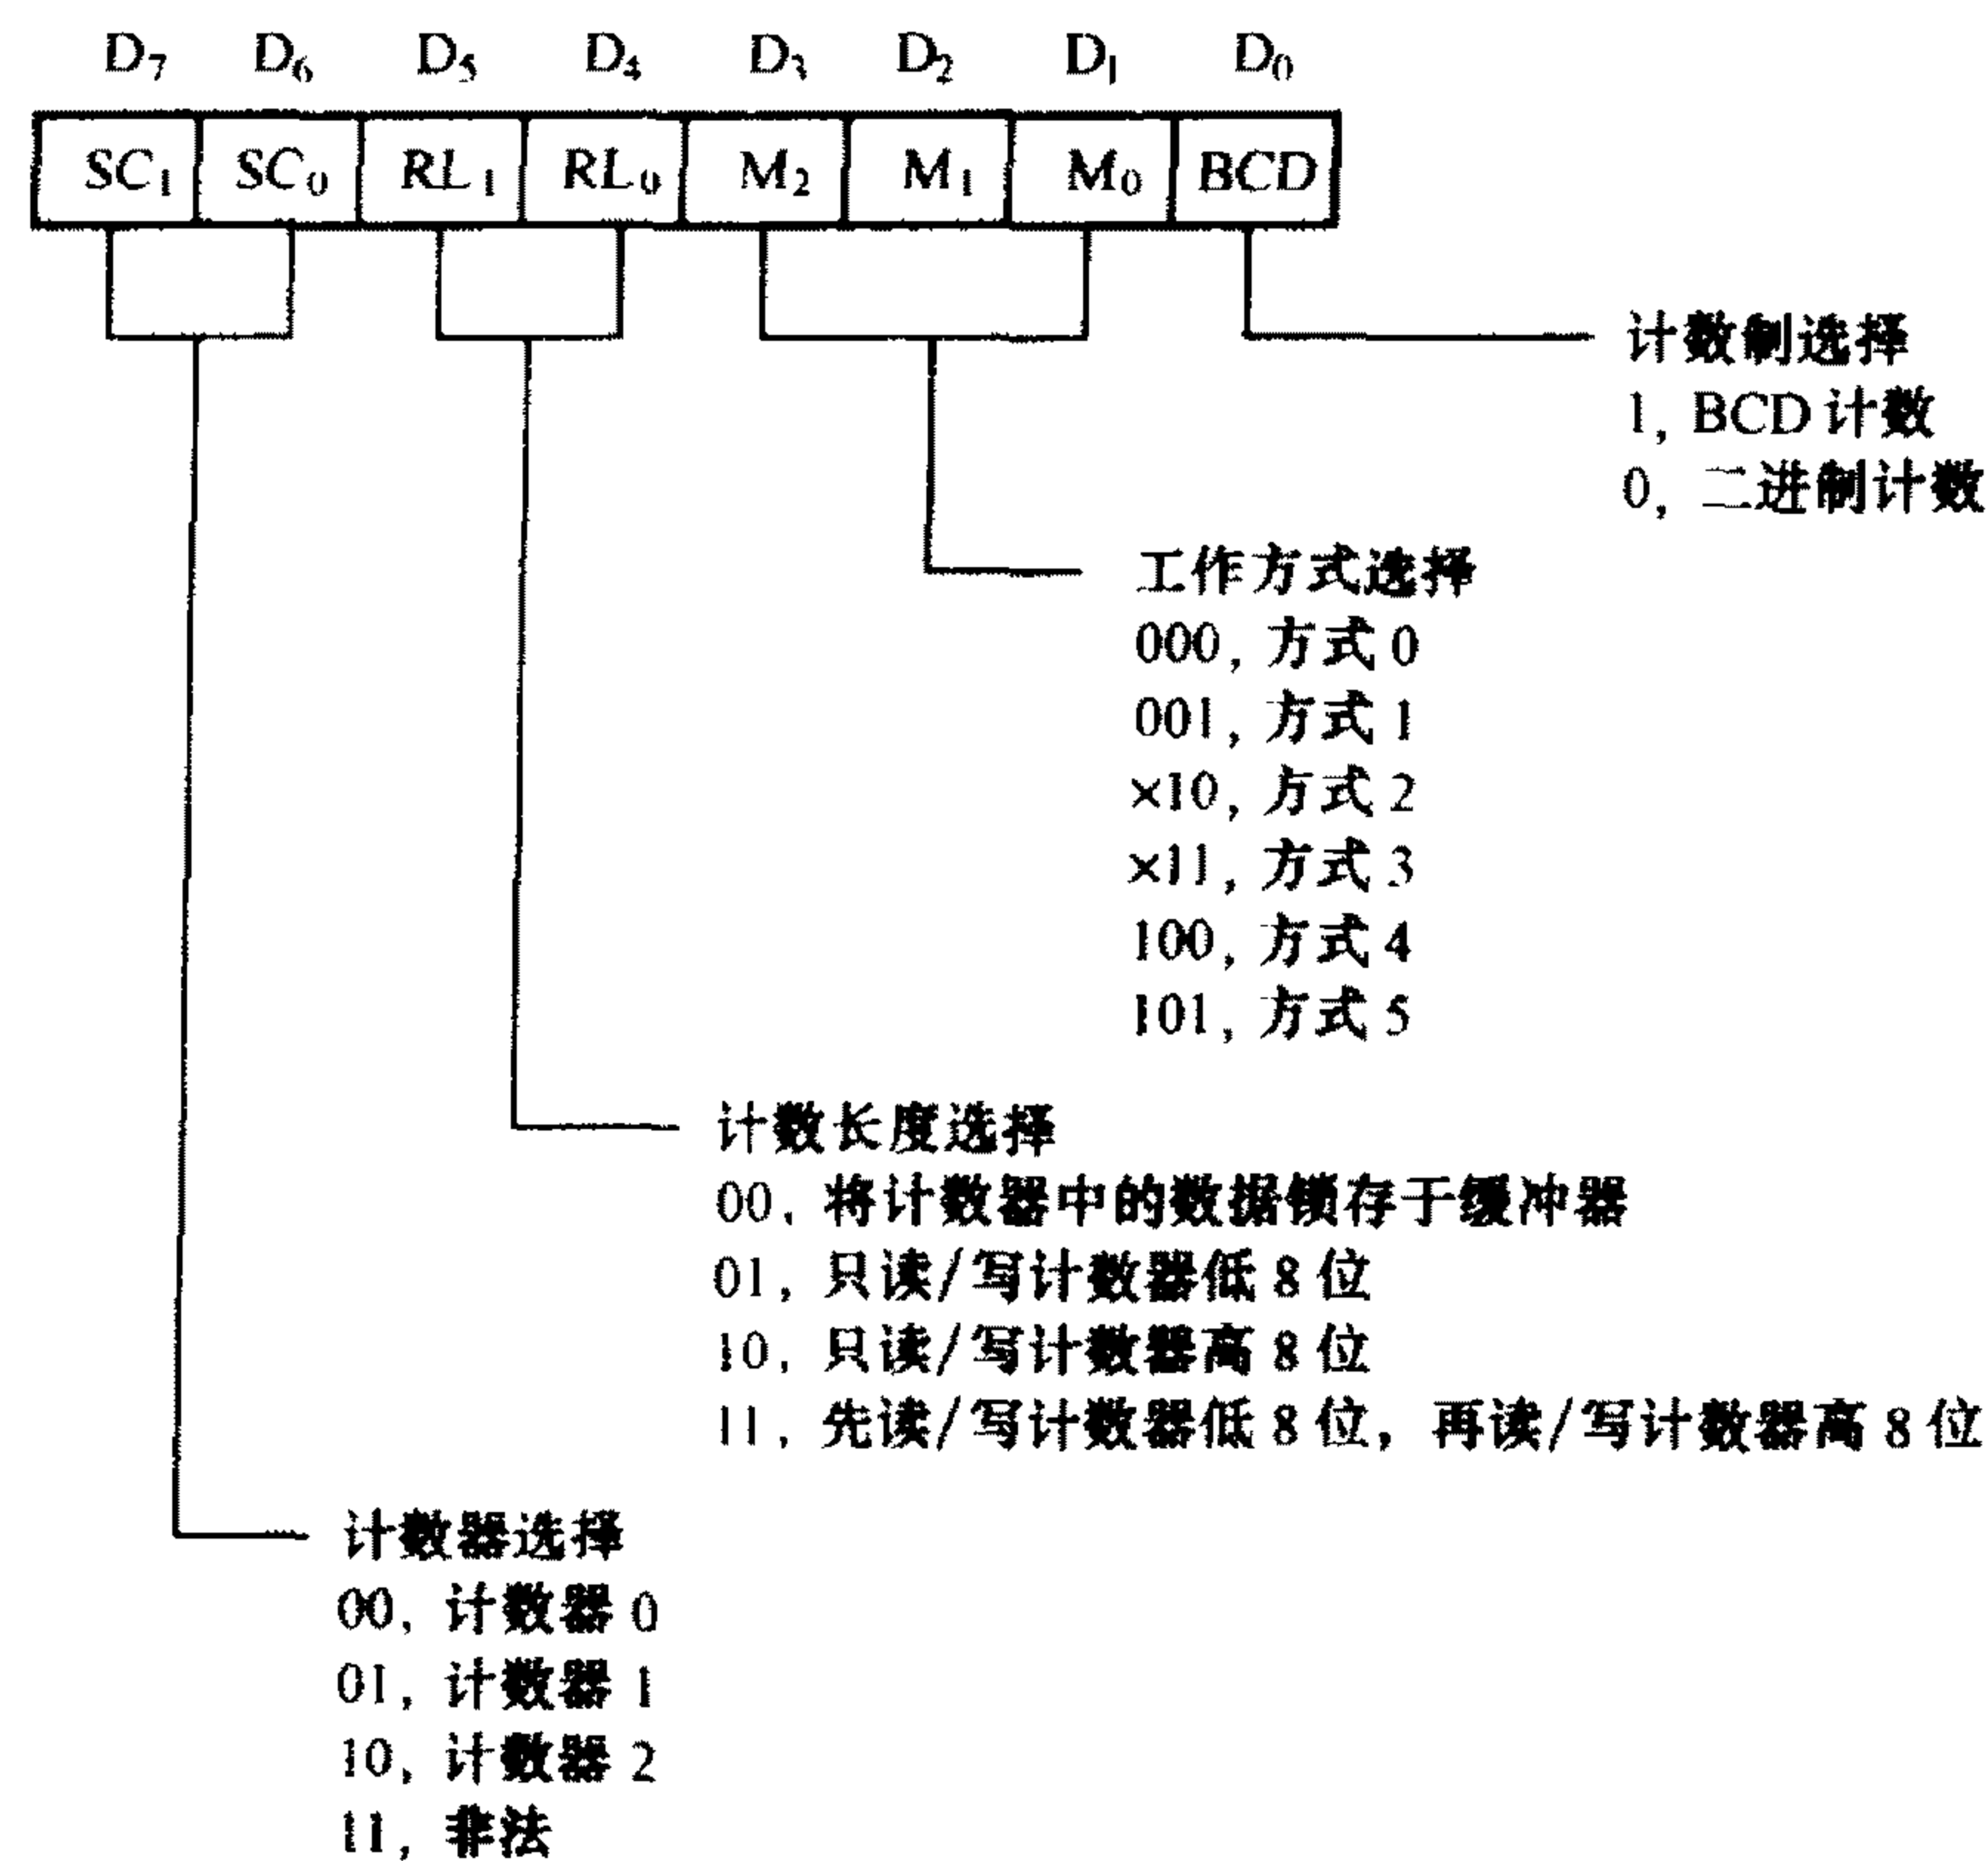 D₇ D₆ D₅ D₄ D₃ D₂ D₁ D₀
SC₁ SC₀ RL₁ RL₀ M₂ M₁ M₀ BCD
计数制选择
1, BCD 计数
0, 二进制计数
工作方式选择
000, 方式 0
001, 方式 1
×10, 方式 2
×11, 方式 3
100, 方式 4
101, 方式 5
计数长度选择
00, 将计数器中的数据锁存于缓冲器
01, 只读/写计数器低 8 位
10, 只读/写计数器高 8 位
11, 先读/写计数器低 8 位, 再读/写计数器高 8 位
计数器选择
00, 计数器 0
01, 计数器 1
10, 计数器 2
11, 非法